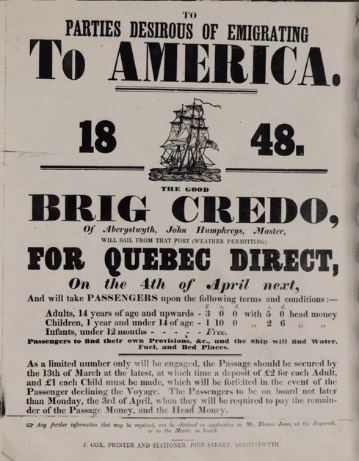 TO
PARTIES DESIROUS OF EMIGRATING
To AMERICA.
18 48.
THE GOOD
BRIG CREDO,
Of Aberystwyth, John Humphreys, Master,
WILL SAIL FROM THAT PORT (WEATHER PERMITTING)
FOR QUEBEC DIRECT,
On the 4th of April next,
And will take PASSENGERS upon the following terms and conditions :—
£ s. d. s. d.
Adults, 14 years of age and upwards - 3 0 0 with 5 0 head money
Children, 1 year and under 14 of age - 1 10 0 ,, 2 6 ,, ,,
Infants, under 12 months - - - - - Free.
Passengers to find their own Provisions, &c., and the Ship will find Water,
Fuel, and Bed Places.
As a limited number only will be engaged, the Passage should be secured by
the 13th of March at the latest, at which time a deposit of £2 for each Adult,
and £1 each Child must be made, which will be forfeited in the event of the
Passenger declining the Voyage. The Passengers to be on board not later
than Monday, the 3rd of April, when they will be required to pay the remain-
der of the Passage Money, and the Head Money.
☞ Any further information that may be required, can be obtained on application to Mr. Thomas Jones, at the Ropewalk,
or to the Master on board.
J. COX, PRINTER AND STATIONER, PIER STREET, ABERYSTWYTH.